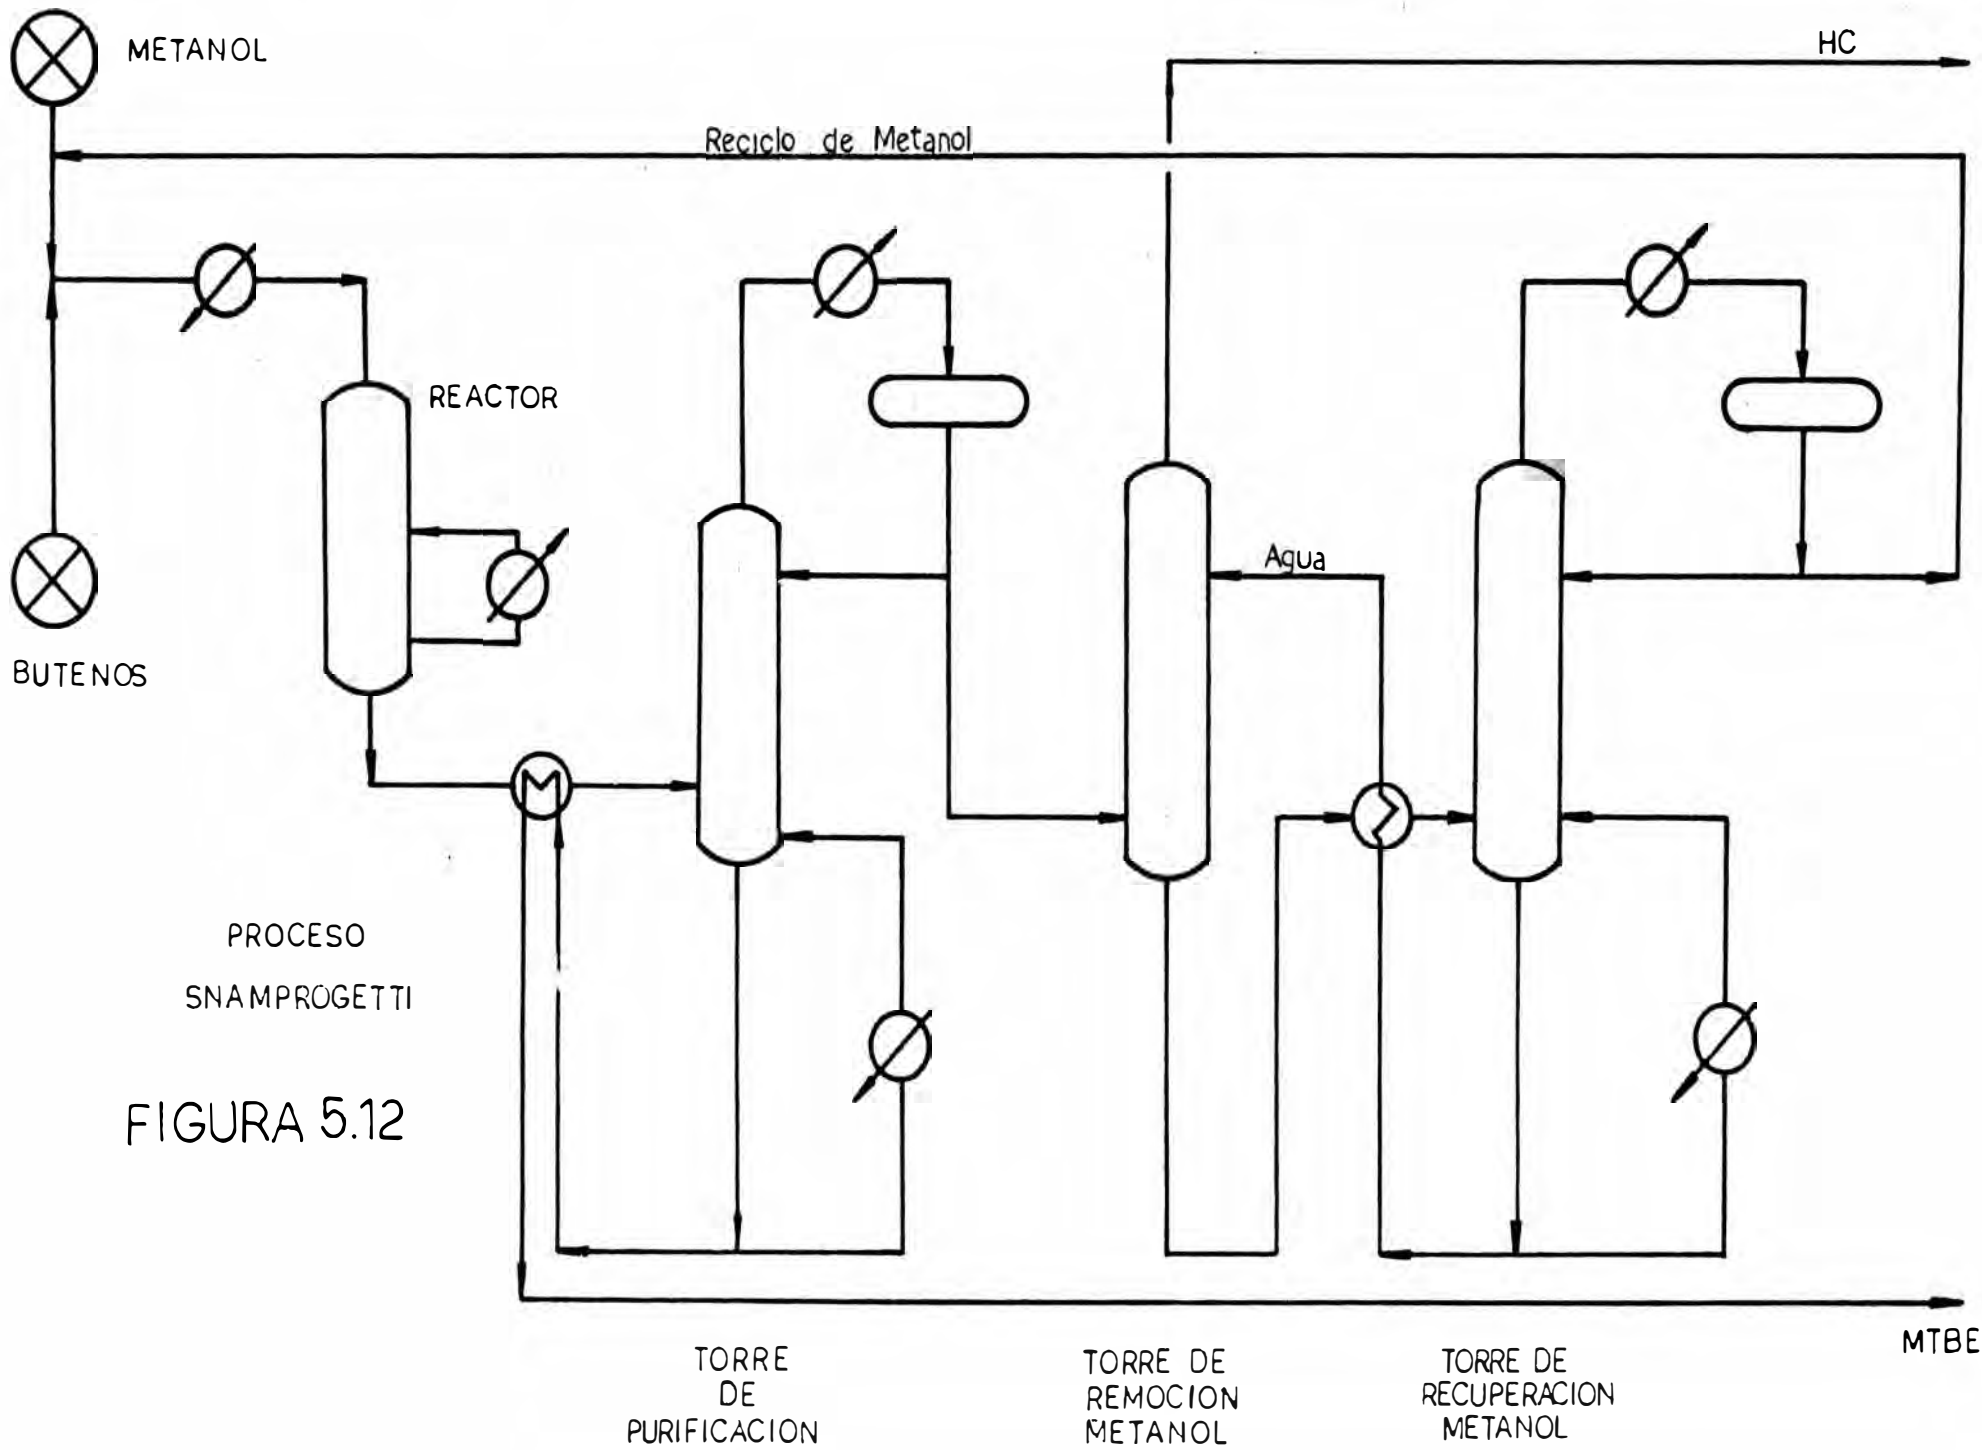 METANOL
HC
Reciclo de Metanol
REACTOR
Agua
BUTENOS
PROCESO
SNAMPROGETTI
FIGURA 5.12
MTBE
TORRE
DE
PURIFICACION
TORRE DE
REMOCION
METANOL
TORRE DE
RECUPERACION
METANOL